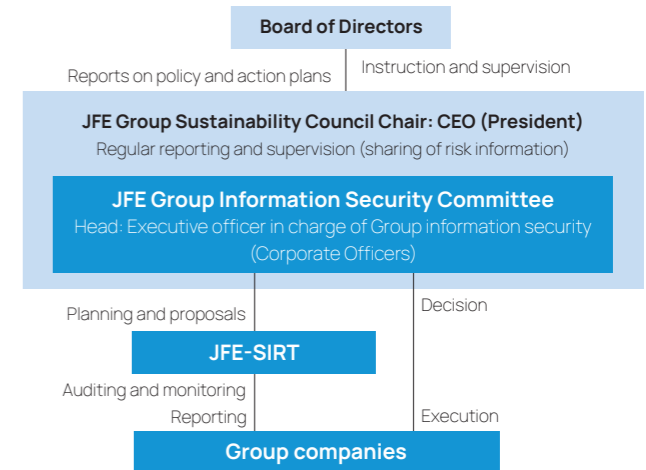 Board of Directors
Reports on policy and action plans
Instruction and supervision
JFE Group Sustainability Council Chair: CEO (President)
Regular reporting and supervision (sharing of risk information)
JFE Group Information Security Committee
Head: Executive officer in charge of Group information security
(Corporate Officers)
Planning and proposals
Decision
JFE-SIRT
Auditing and monitoring
Reporting
Execution
Group companies